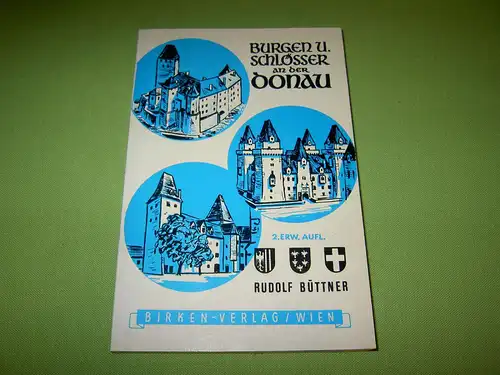 BURGEN U.
SCHLÖSSER
AN DER
DONAU
2. ERW. AUFL.
RUDOLF BÜTTNER
BIRKEN-VERLAG/WIEN